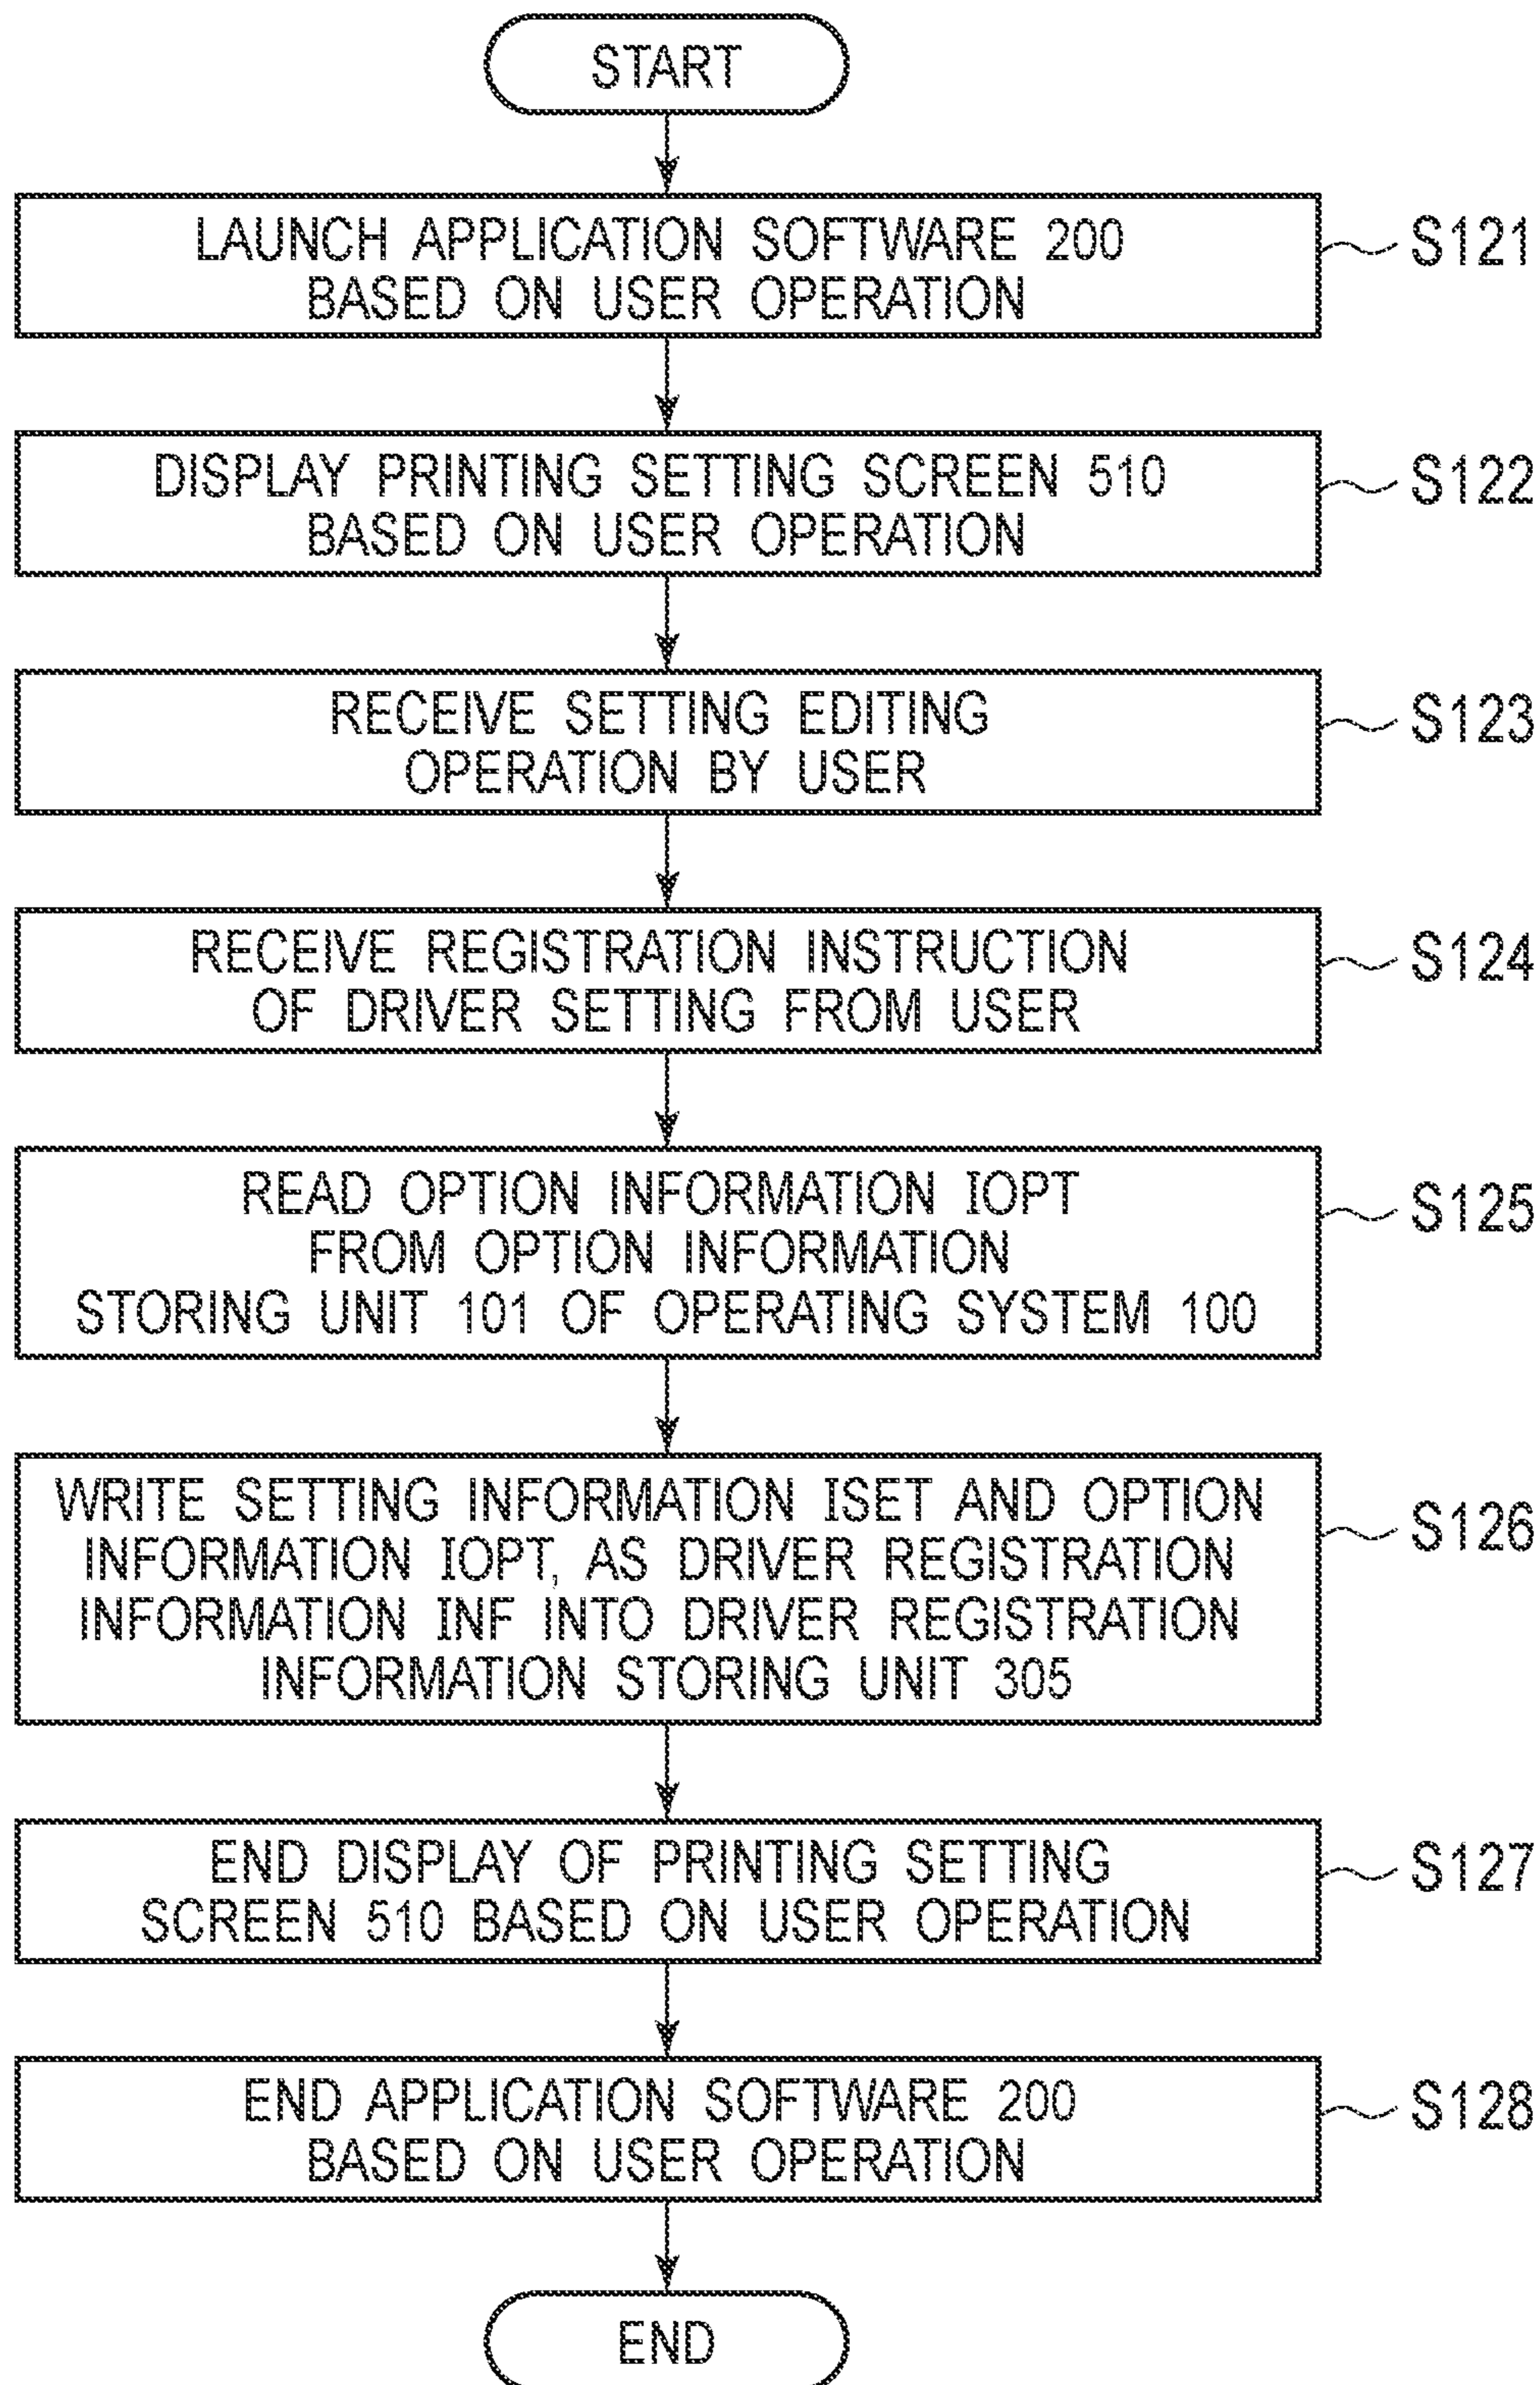 START
LAUNCH APPLICATION SOFTWARE 200
BASED ON USER OPERATION
S121
DISPLAY PRINTING SETTING SCREEN 510
BASED ON USER OPERATION
S122
RECEIVE SETTING EDITING
OPERATION BY USER
S123
RECEIVE REGISTRATION INSTRUCTION
OF DRIVER SETTING FROM USER
S124
READ OPTION INFORMATION IOPT
FROM OPTION INFORMATION
STORING UNIT 101 OF OPERATING SYSTEM 100
S125
WRITE SETTING INFORMATION ISET AND OPTION
INFORMATION IOPT, AS DRIVER REGISTRATION
INFORMATION INF INTO DRIVER REGISTRATION
INFORMATION STORING UNIT 305
S126
END DISPLAY OF PRINTING SETTING
SCREEN 510 BASED ON USER OPERATION
S127
END APPLICATION SOFTWARE 200
BASED ON USER OPERATION
S128
END